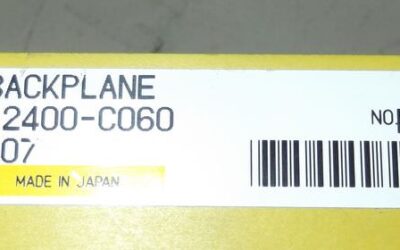 BACKPLANE
2400-C060
07
NO.
MADE IN JAPAN